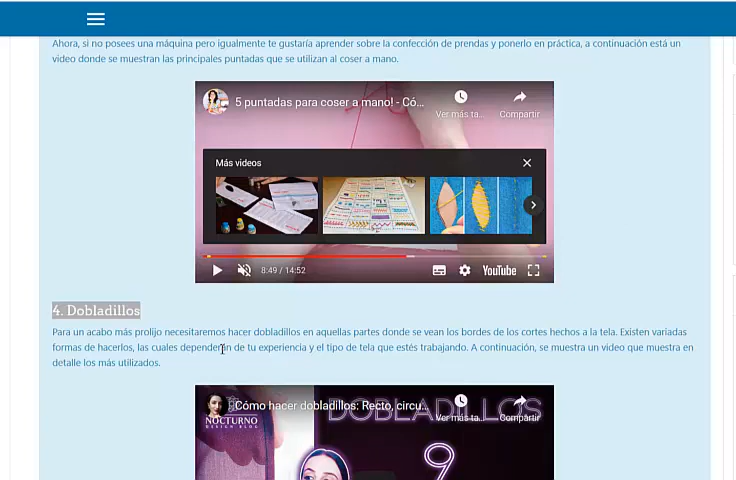 Ahora, si no posees una máquina pero igualmente te gustaría aprender sobre la confección de prendas y ponerlo en práctica, a continuación está un
video donde se muestran las principales puntadas que se utilizan al coser a mano.
5 puntadas para coser a mano! - Có...
Ver más ta...
Compartir
Más videos
8:49 / 14:52
YouTube
4. Dobladillos
Para un acabo más prolijo necesitaremos hacer dobladillos en aquellas partes donde se vean los bordes de los cortes hechos a la tela. Existen variadas
formas de hacerlos, las cuales dependerán de tu experiencia y el tipo de tela que estés trabajando. A continuación, se muestra un video que muestra en
detalle los más utilizados.
Cómo hacer dobladillos: Recto, circu...
Ver más ta...
Compartir
DOBLADILLOS
NOCTURNO
DESIGN BLOG
9